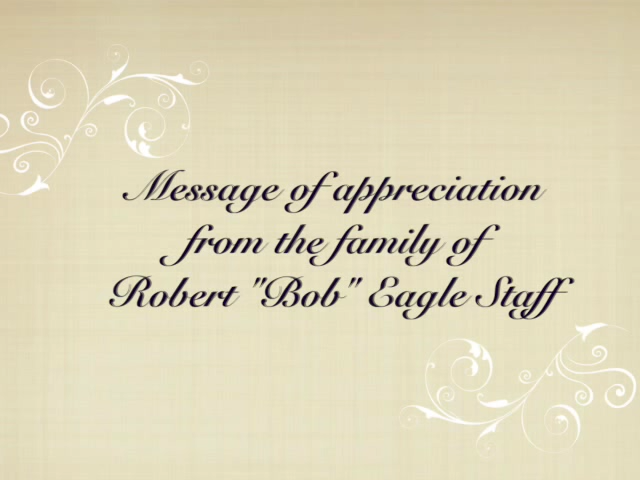 Message of appreciation
from the family of
Robert "Bob" Eagle Staff